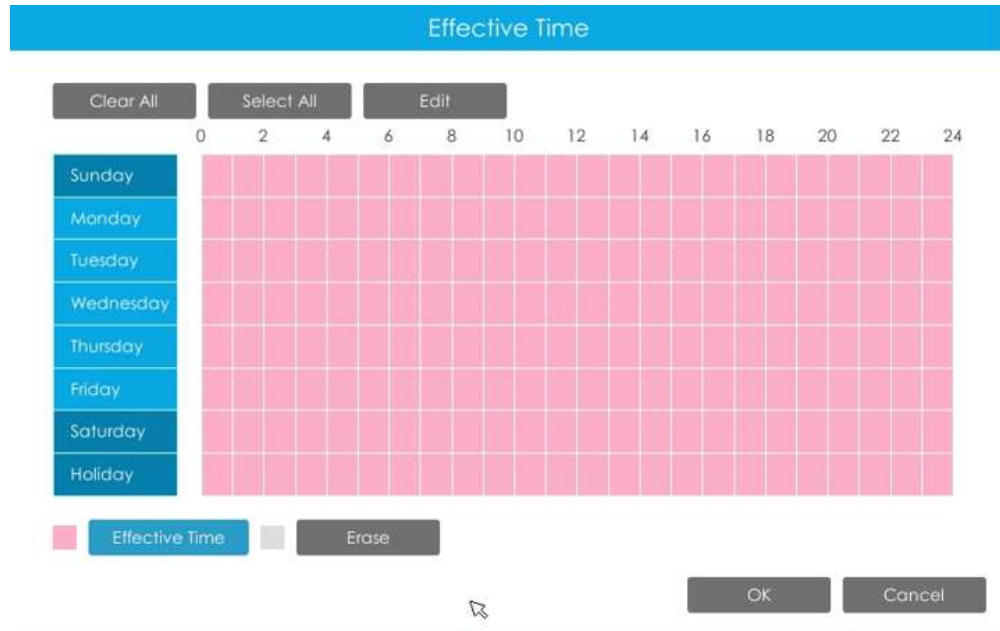 Effective Time
Clear All Select All Edit
0 2 4 6 8 10 12 14 16 18 20 22 24
Sunday
Monday
Tuesday
Wednesday
Thursday
Friday
Saturday
Holiday
Effective Time Erase
OK Cancel